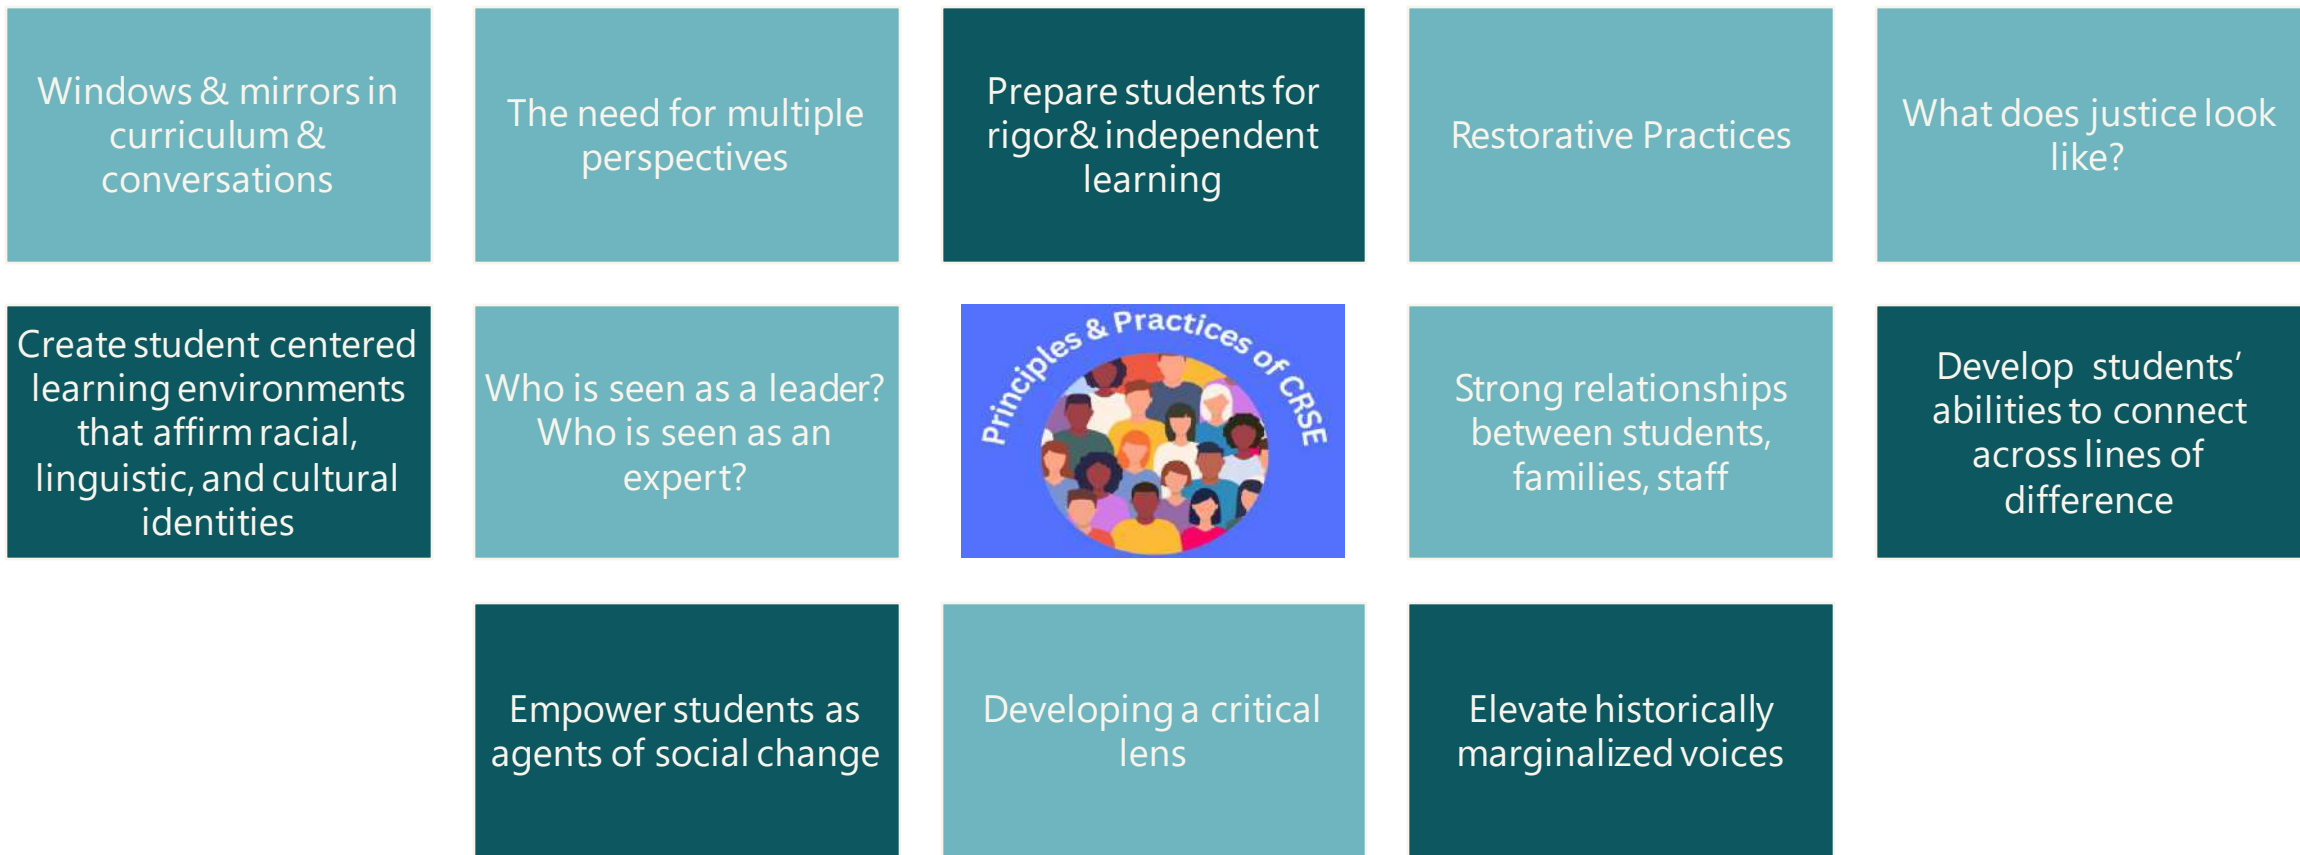 Windows & mirrors in
curriculum &
conversations
The need for multiple
perspectives
Prepare students for
rigor& independent
learning
Restorative Practices
What does justice look
like?
Create student centered
learning environments
that affirm racial,
linguistic, and cultural
identities
Who is seen as a leader?
Who is seen as an
expert?
Principles & Practices of CRSE
Strong relationships
between students,
families, staff
Develop students’
abilities to connect
across lines of
difference
Empower students as
agents of social change
Developing a critical
lens
Elevate historically
marginalized voices